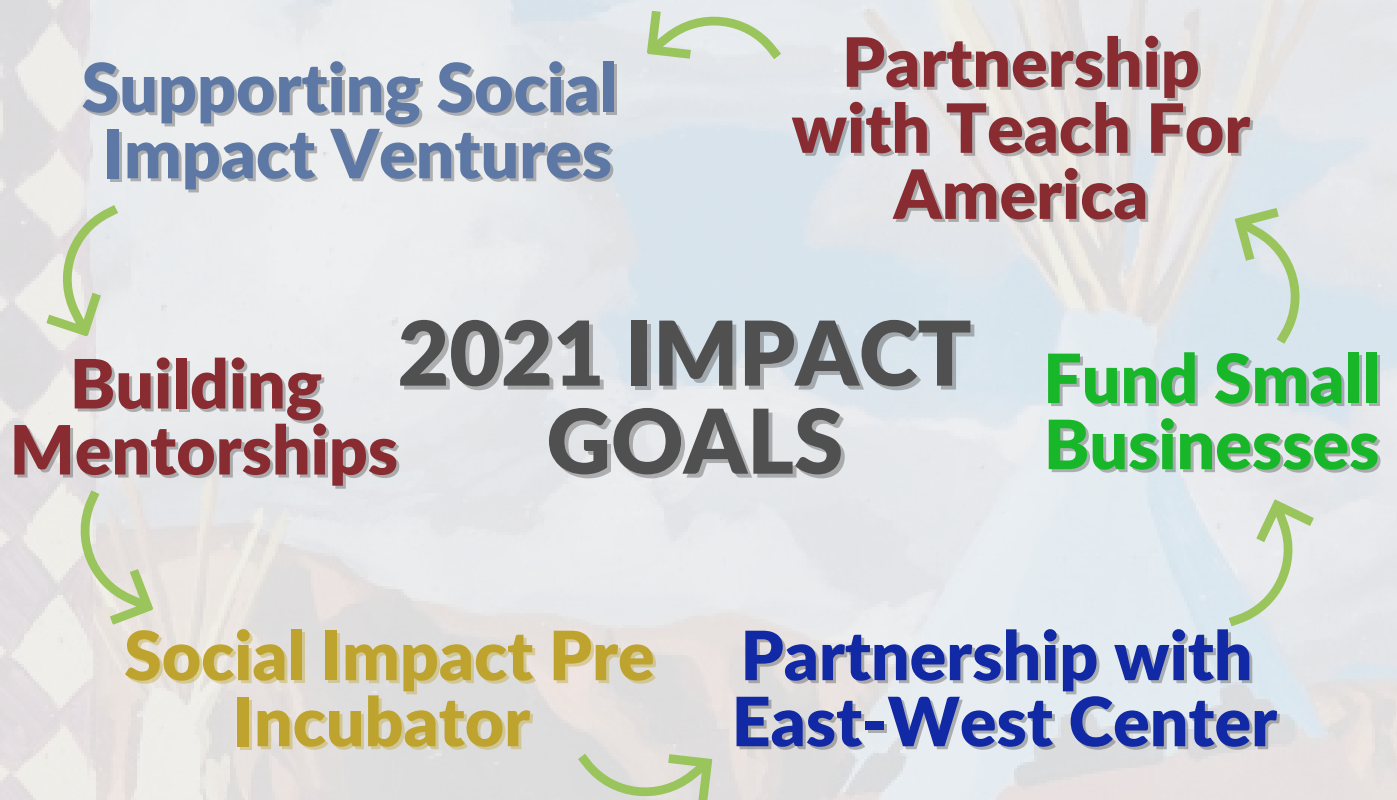 Supporting Social
Impact Ventures
Partnership
with Teach For
America
Building
Mentorships
2021 IMPACT
GOALS
Fund Small
Businesses
Social Impact Pre
Incubator
Partnership with
East-West Center